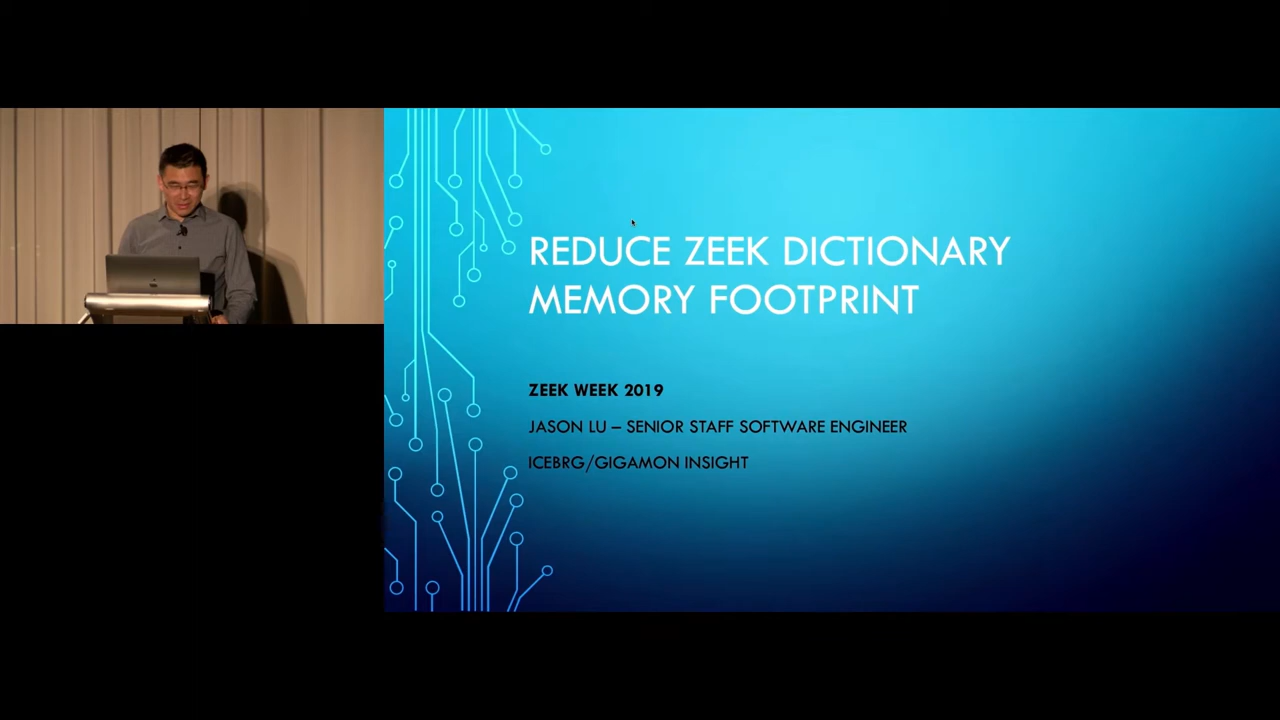 REDUCE ZEEK DICTIONARY
MEMORY FOOTPRINT
ZEEK WEEK 2019
JASON LU – SENIOR STAFF SOFTWARE ENGINEER
ICEBRG/GIGAMON INSIGHT